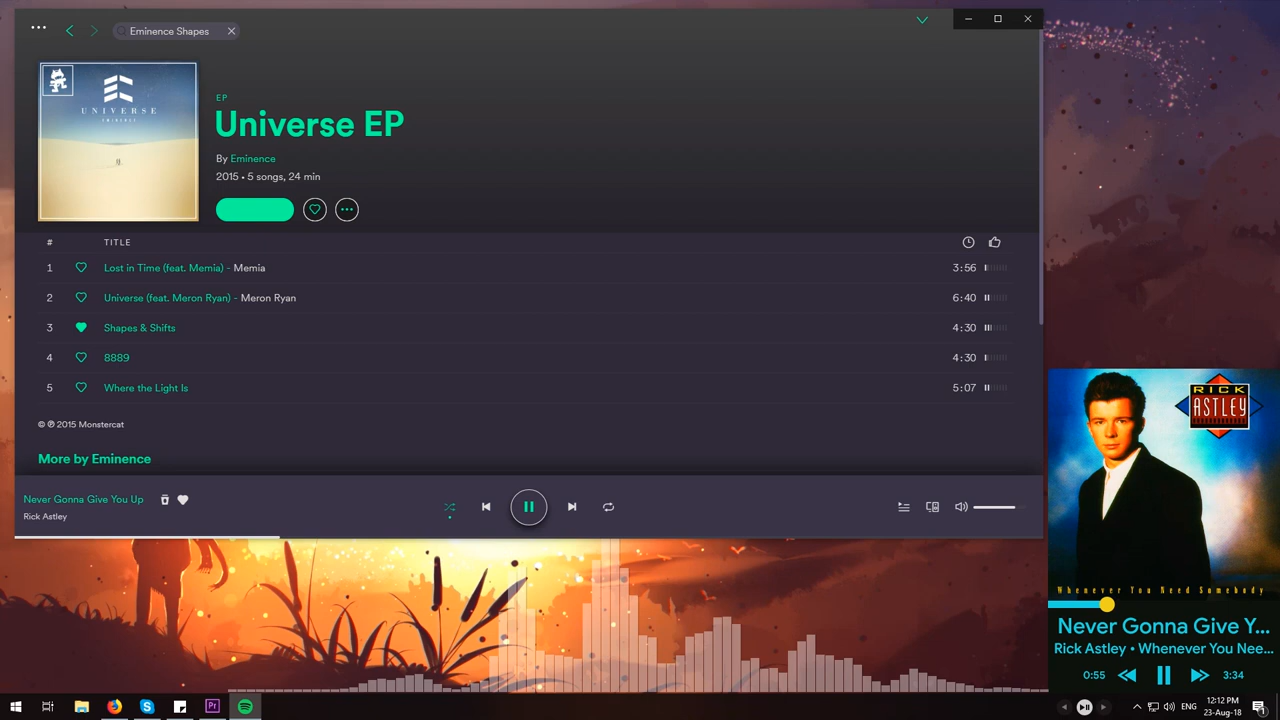 Eminence Shapes
UNIVERSE
EMINENCE
EP
Universe EP
By Eminence
2015 • 5 songs, 24 min
# TITLE
1 Lost in Time (feat. Memia) - Memia 3:56
2 Universe (feat. Meron Ryan) - Meron Ryan 6:40
3 Shapes & Shifts 4:30
4 8889 4:30
5 Where the Light Is 5:07
© ℗ 2015 Monstercat
More by Eminence
Never Gonna Give You Up
Rick Astley
RICK
ASTLEY
Whenever You Need Somebody
Never Gonna Give Y...
Rick Astley • Whenever You Nee...
0:55 3:34
Pr
ENG
12:12 PM
23-Aug-18
1